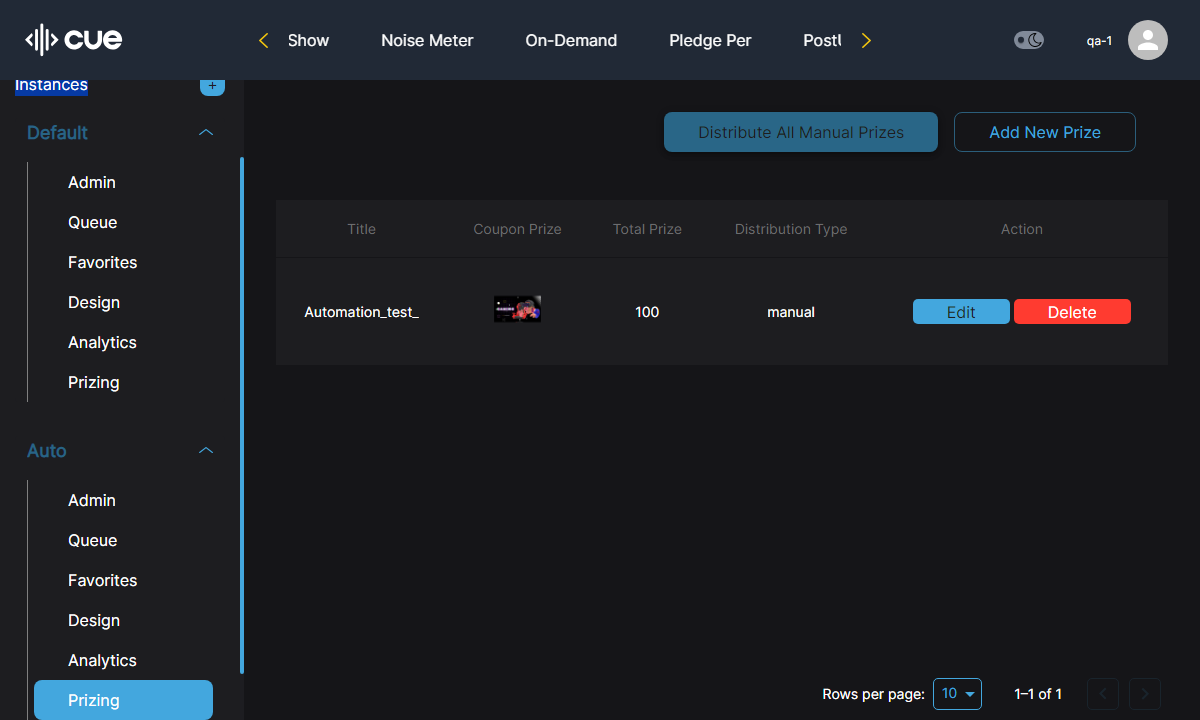 cue
Show
Noise Meter
On-Demand
Pledge Per
PostU
qa-1
Instances
+
Default
Admin
Queue
Favorites
Design
Analytics
Prizing
Auto
Admin
Queue
Favorites
Design
Analytics
Prizing
Distribute All Manual Prizes
Add New Prize
Title Coupon Prize Total Prize Distribution Type Action
Automation_test_ 100 manual Edit Delete
Rows per page: 10 1–1 of 1